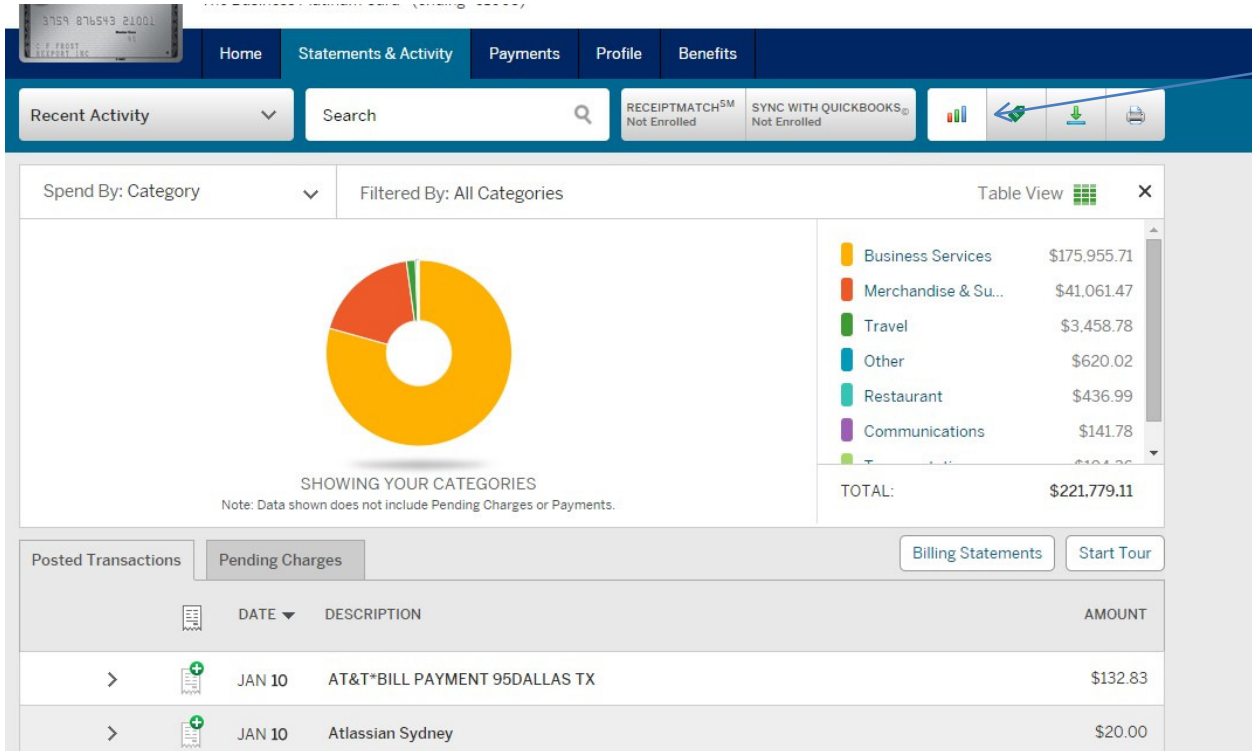 3759 876543 21001
C F FROST
Home Statements & Activity Payments Profile Benefits
Recent Activity
Search
RECEIPTMATCH℠
Not Enrolled
SYNC WITH QUICKBOOKS©
Not Enrolled
Spend By: Category
Filtered By: All Categories
Table View
Business Services $175,955.71
Merchandise & Su... $41,061.47
Travel $3,458.78
Other $620.02
Restaurant $436.99
Communications $141.78
TOTAL: $221,779.11
SHOWING YOUR CATEGORIES
Note: Data shown does not include Pending Charges or Payments.
Posted Transactions Pending Charges
Billing Statements Start Tour
DATE DESCRIPTION AMOUNT
JAN 10 AT&T*BILL PAYMENT 95DALLAS TX $132.83
JAN 10 Atlassian Sydney $20.00